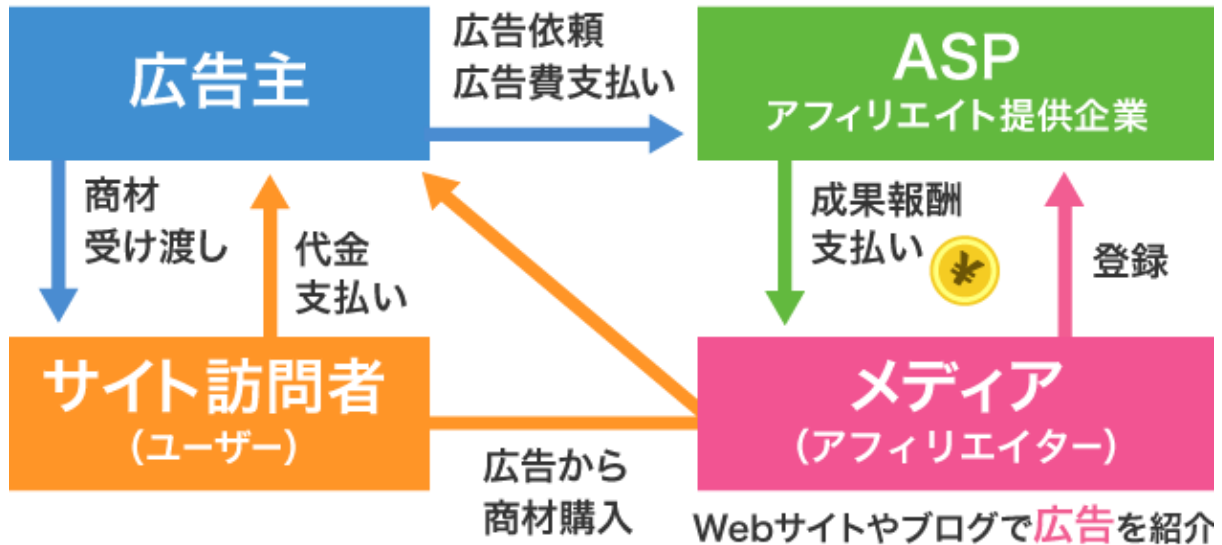 広告主
広告依頼
広告費支払い
ASP
アフィリエイト提供企業
商材
受け渡し
代金
支払い
成果報酬
支払い
¥
登録
サイト訪問者
(ユーザー)
広告から
商材購入
メディア
(アフィリエイター)
Webサイトやブログで広告を紹介